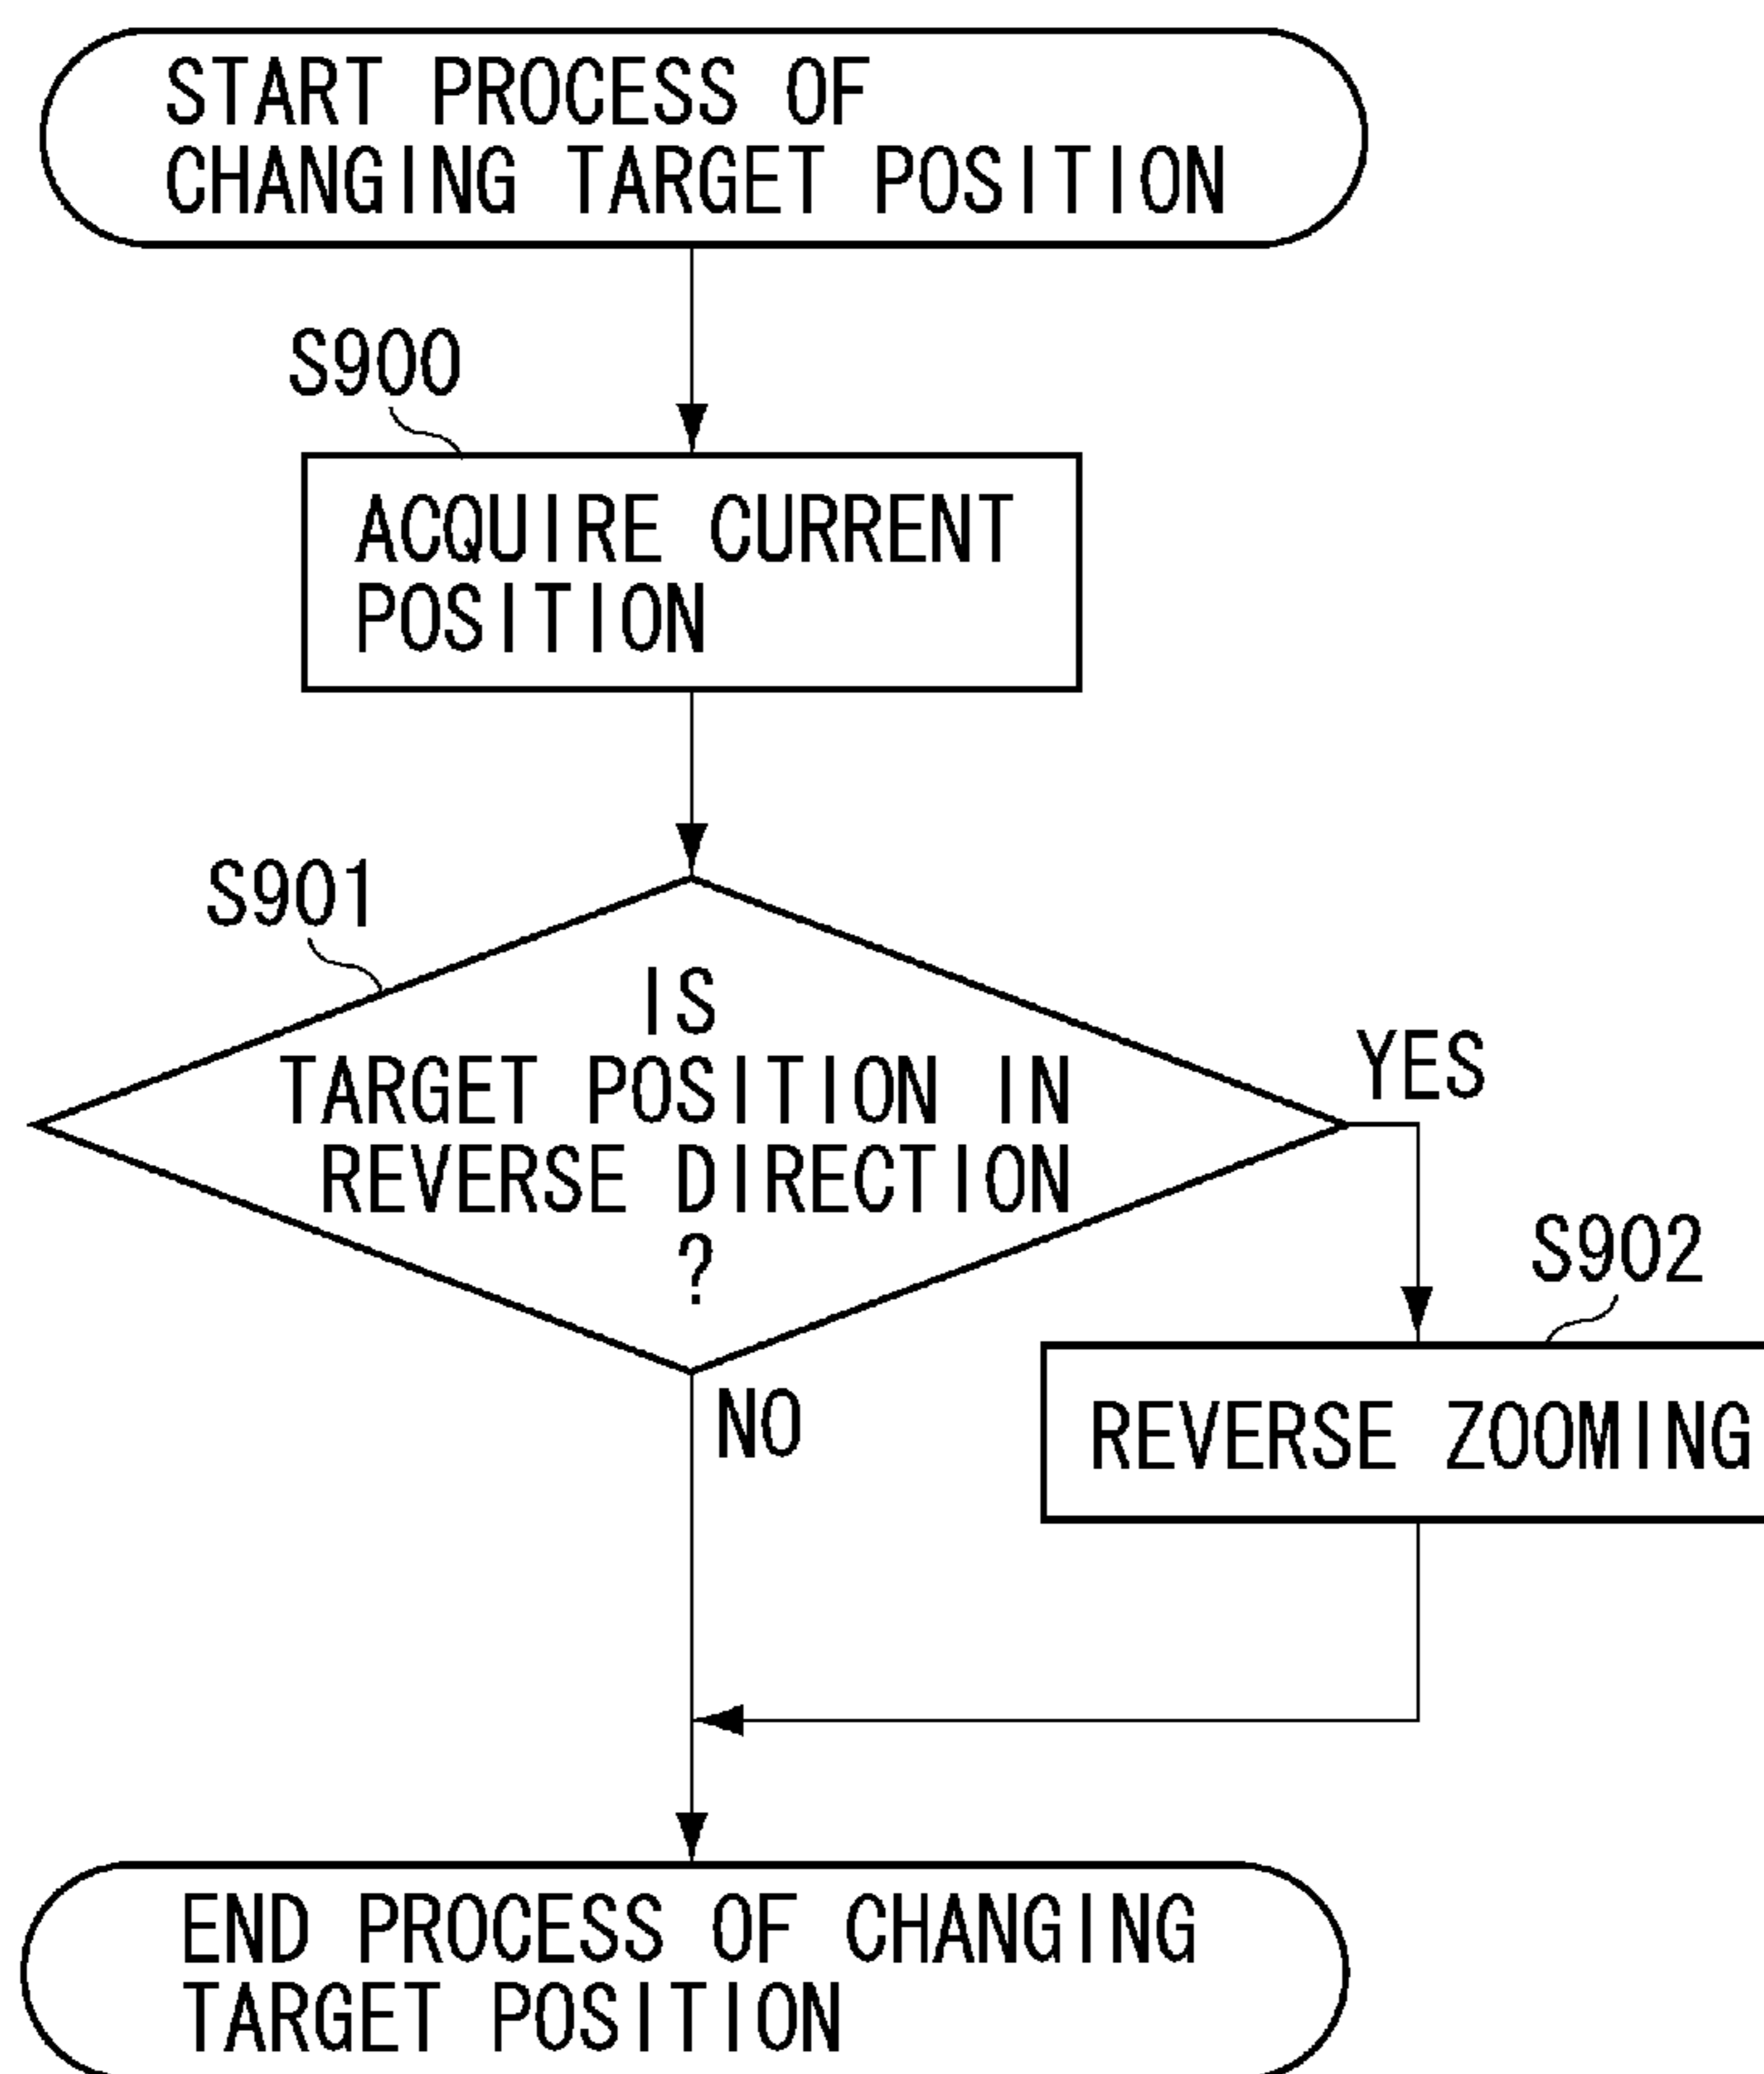 START PROCESS OF
CHANGING TARGET POSITION
S900
ACQUIRE CURRENT
POSITION
S901
IS
TARGET POSITION IN
REVERSE DIRECTION
?
YES
S902
REVERSE ZOOMING
NO
END PROCESS OF CHANGING
TARGET POSITION